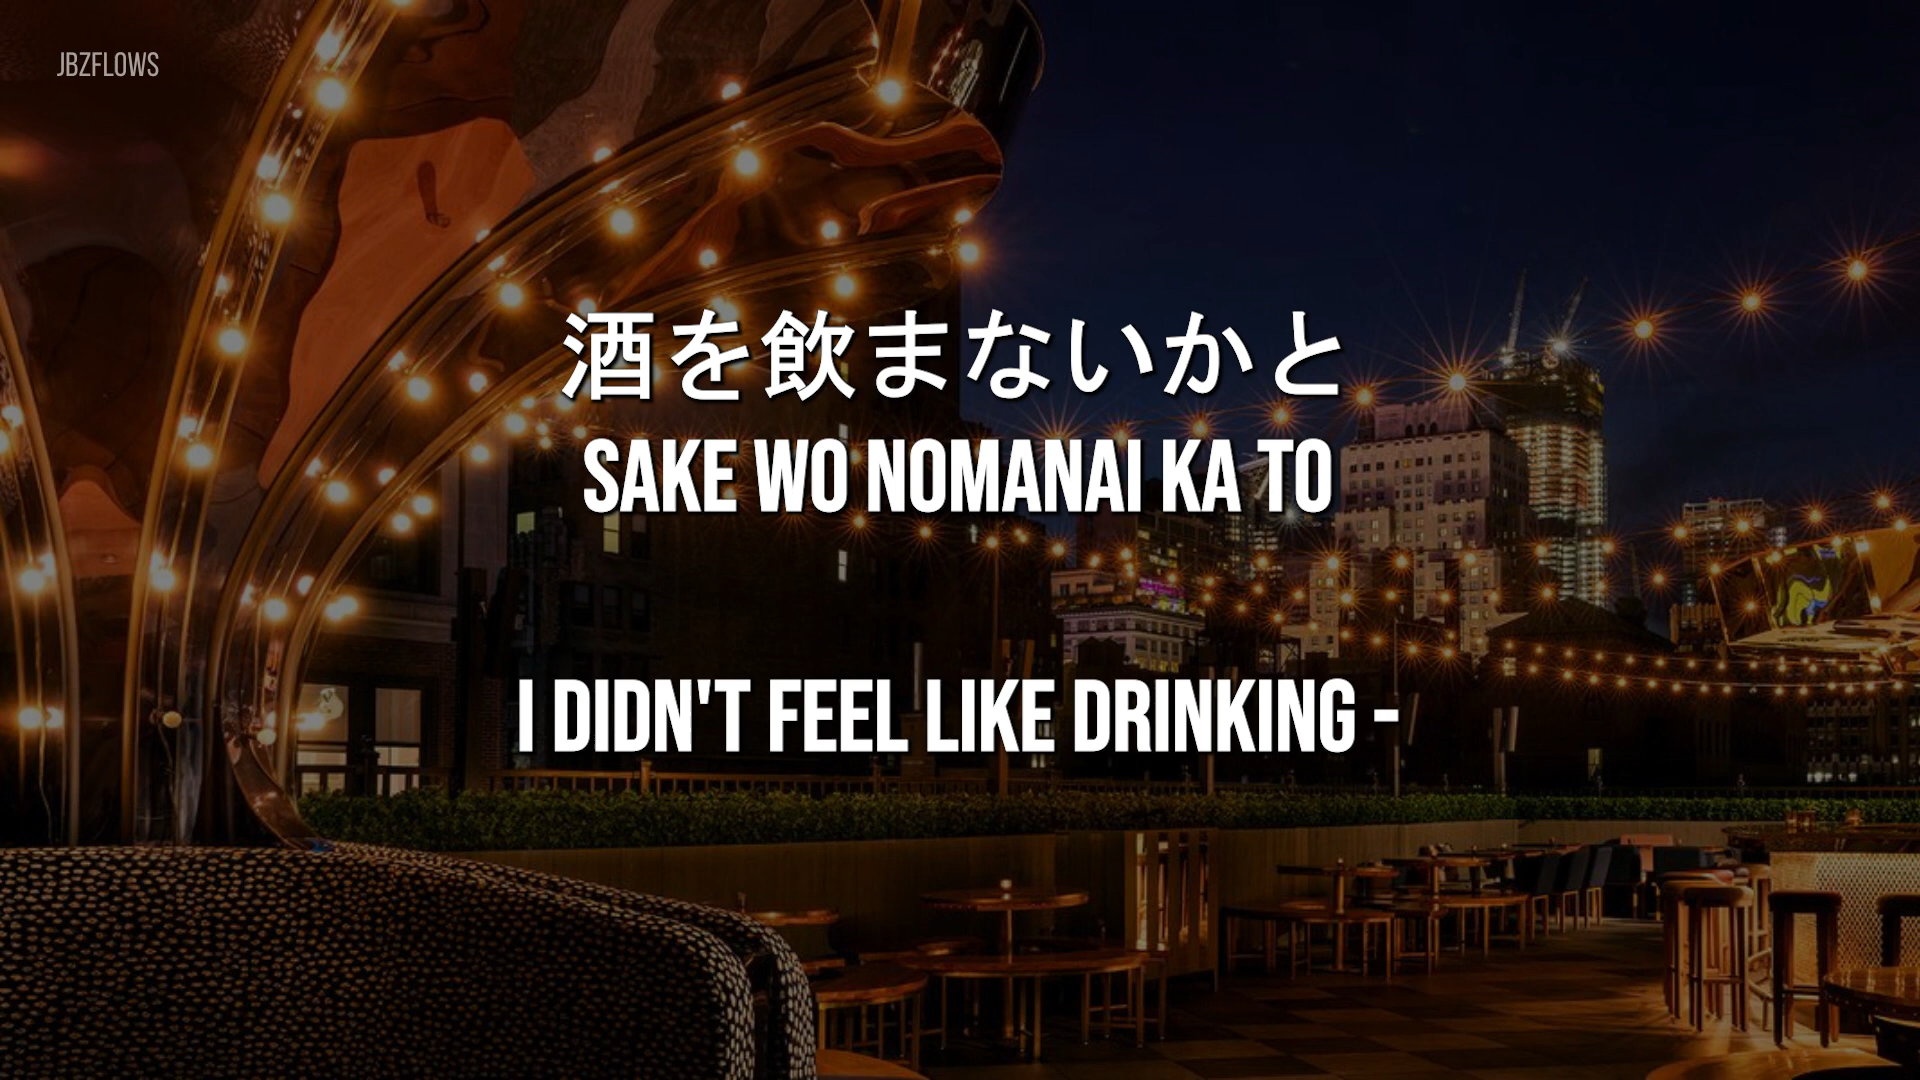 JBZFLOWS
酒を飲まないかと
SAKE WO NOMANAI KA TO
I DIDN'T FEEL LIKE DRINKING -